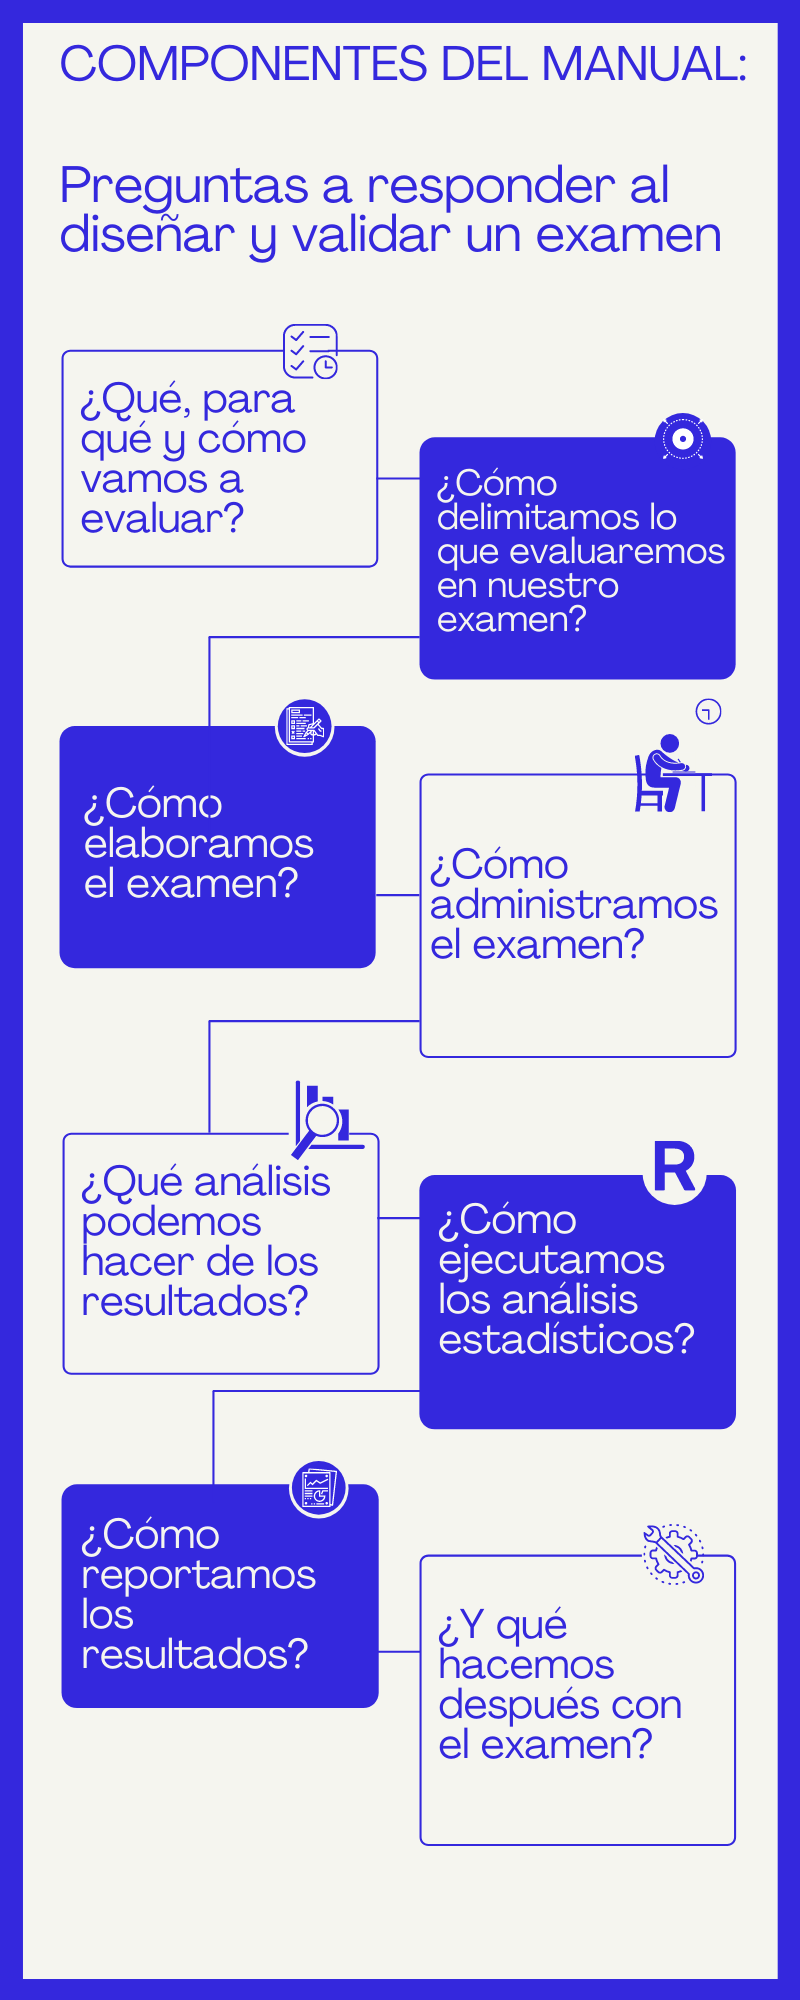 COMPONENTES DEL MANUAL:
Preguntas a responder al
diseñar y validar un examen
¿Qué, para
qué y cómo
vamos a
evaluar?
¿Cómo
delimitamos lo
que evaluaremos
en nuestro
examen?
¿Cómo
elaboramos
el examen?
¿Cómo
administramos
el examen?
¿Qué análisis
podemos
hacer de los
resultados?
R
¿Cómo
ejecutamos
los análisis
estadísticos?
¿Cómo
reportamos
los
resultados?
¿Y qué
hacemos
después con
el examen?